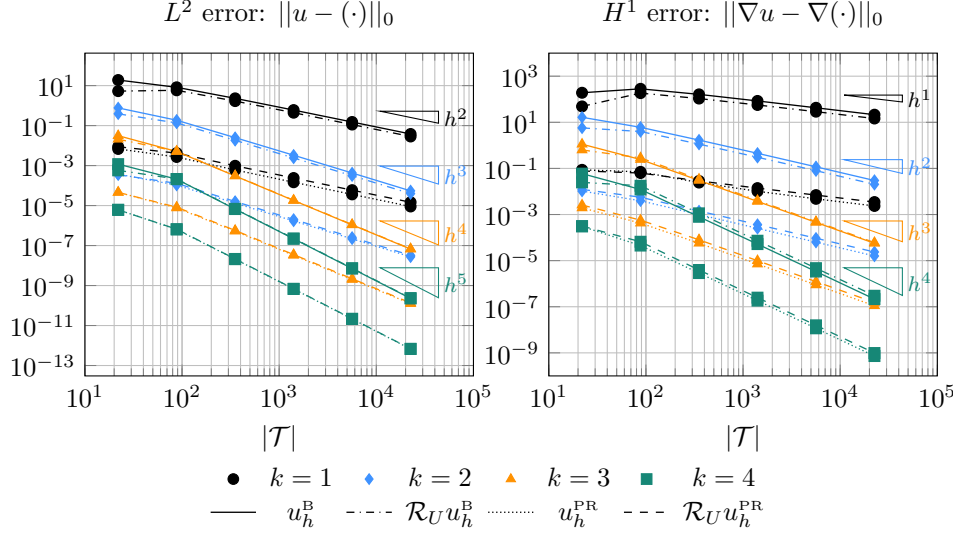 L² error: ||u − (·)||₀
H¹ error: ||∇u − ∇(·)||₀
10¹
10⁻¹
10⁻³
10⁻⁵
10⁻⁷
10⁻⁹
10⁻¹¹
10⁻¹³
h²
h³
h⁴
h⁵
10¹ 10² 10³ 10⁴ 10⁵
|𝒯|
10³
10¹
10⁻¹
10⁻³
10⁻⁵
10⁻⁷
10⁻⁹
h¹
h²
h³
h⁴
10¹ 10² 10³ 10⁴ 10⁵
|𝒯|
k = 1 k = 2 k = 3 k = 4
u_h^B ℛ_U u_h^B u_h^PR ℛ_U u_h^PR